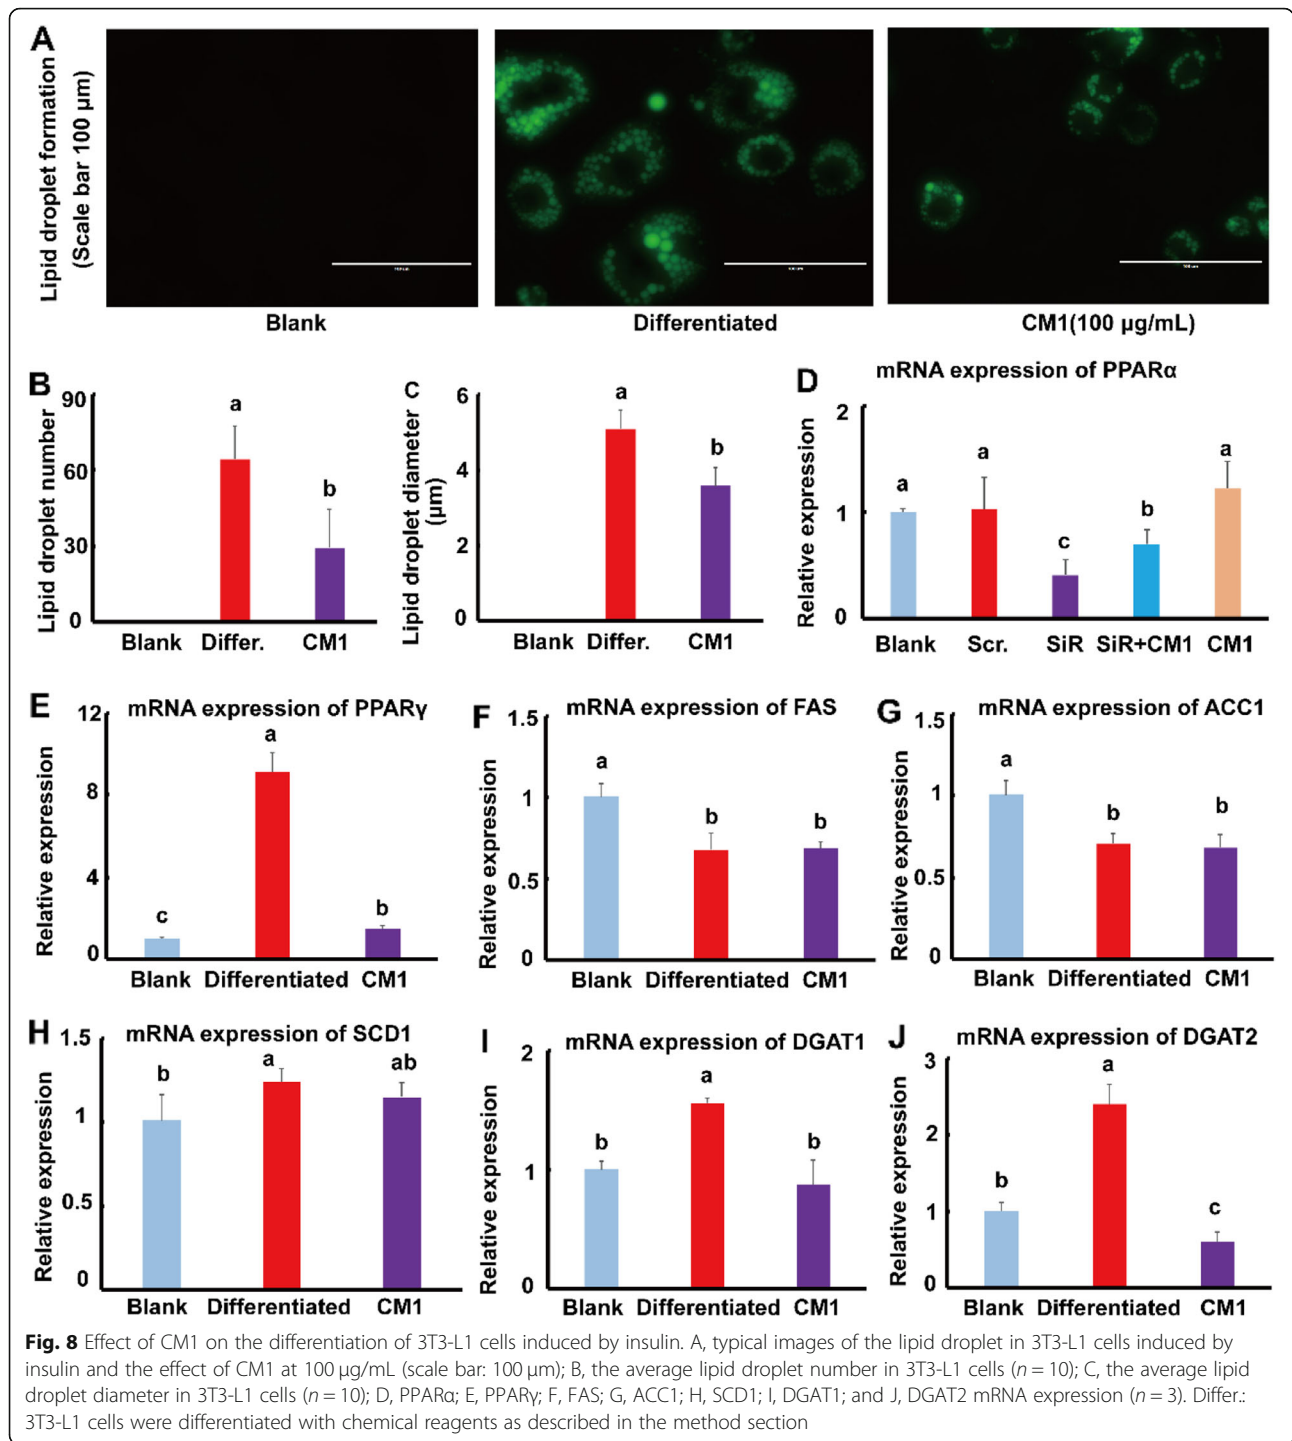 A
Lipid droplet formation
(Scale bar 100 µm)
Blank
Differentiated
CM1(100 µg/mL)
B
Lipid droplet number
90
60
30
0
a
b
Blank Differ. CM1
C
Lipid droplet diameter
(µm)
6
4
2
0
a
b
Blank Differ. CM1
D
mRNA expression of PPARα
Relative expression
2
1
0
a
a
c
b
a
Blank Scr. SiR SiR+CM1 CM1
E
mRNA expression of PPARγ
Relative expression
12
8
4
0
c
a
b
Blank Differentiated CM1
F
mRNA expression of FAS
Relative expression
1.5
1
0.5
0
a
b
b
Blank Differentiated CM1
G
mRNA expression of ACC1
Relative expression
1.5
1
0.5
0
a
b
b
Blank Differentiated CM1
H
mRNA expression of SCD1
Relative expression
1.5
1
0.5
0
b
a
ab
Blank Differentiated CM1
I
mRNA expression of DGAT1
Relative expression
2
1
0
b
a
b
Blank Differentiated CM1
J
mRNA expression of DGAT2
Relative expression
3
2
1
0
b
a
c
Blank Differentiated CM1
Fig. 8 Effect of CM1 on the differentiation of 3T3-L1 cells induced by insulin. A, typical images of the lipid droplet in 3T3-L1 cells induced by
insulin and the effect of CM1 at 100 µg/mL (scale bar: 100 µm); B, the average lipid droplet number in 3T3-L1 cells (n = 10); C, the average lipid
droplet diameter in 3T3-L1 cells (n = 10); D, PPARα; E, PPARγ; F, FAS; G, ACC1; H, SCD1; I, DGAT1; and J, DGAT2 mRNA expression (n = 3). Differ.:
3T3-L1 cells were differentiated with chemical reagents as described in the method section